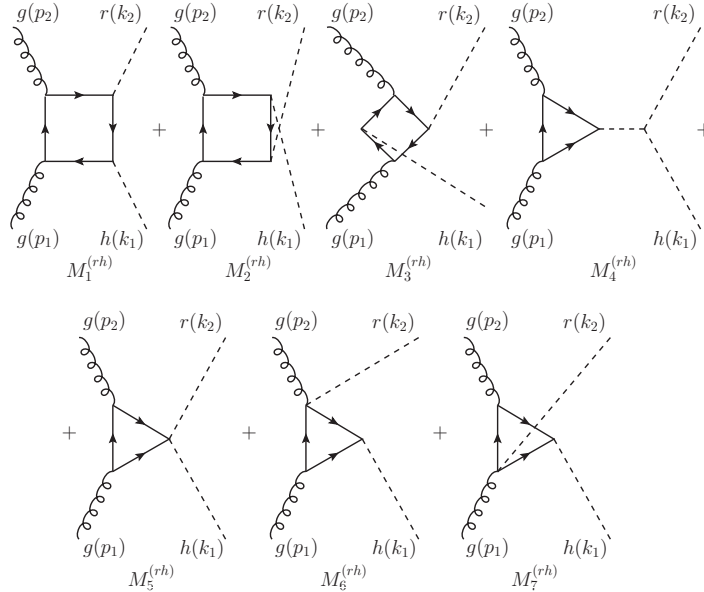 g(p₂) r(k₂) g(p₂) r(k₂) g(p₂) r(k₂) g(p₂) r(k₂)
+ + + +
g(p₁) h(k₁) g(p₁) h(k₁) g(p₁) h(k₁) g(p₁) h(k₁)
M₁^(rh) M₂^(rh) M₃^(rh) M₄^(rh)
g(p₂) r(k₂) g(p₂) r(k₂) g(p₂) r(k₂)
+ + +
g(p₁) h(k₁) g(p₁) h(k₁) g(p₁) h(k₁)
M₅^(rh) M₆^(rh) M₇^(rh)